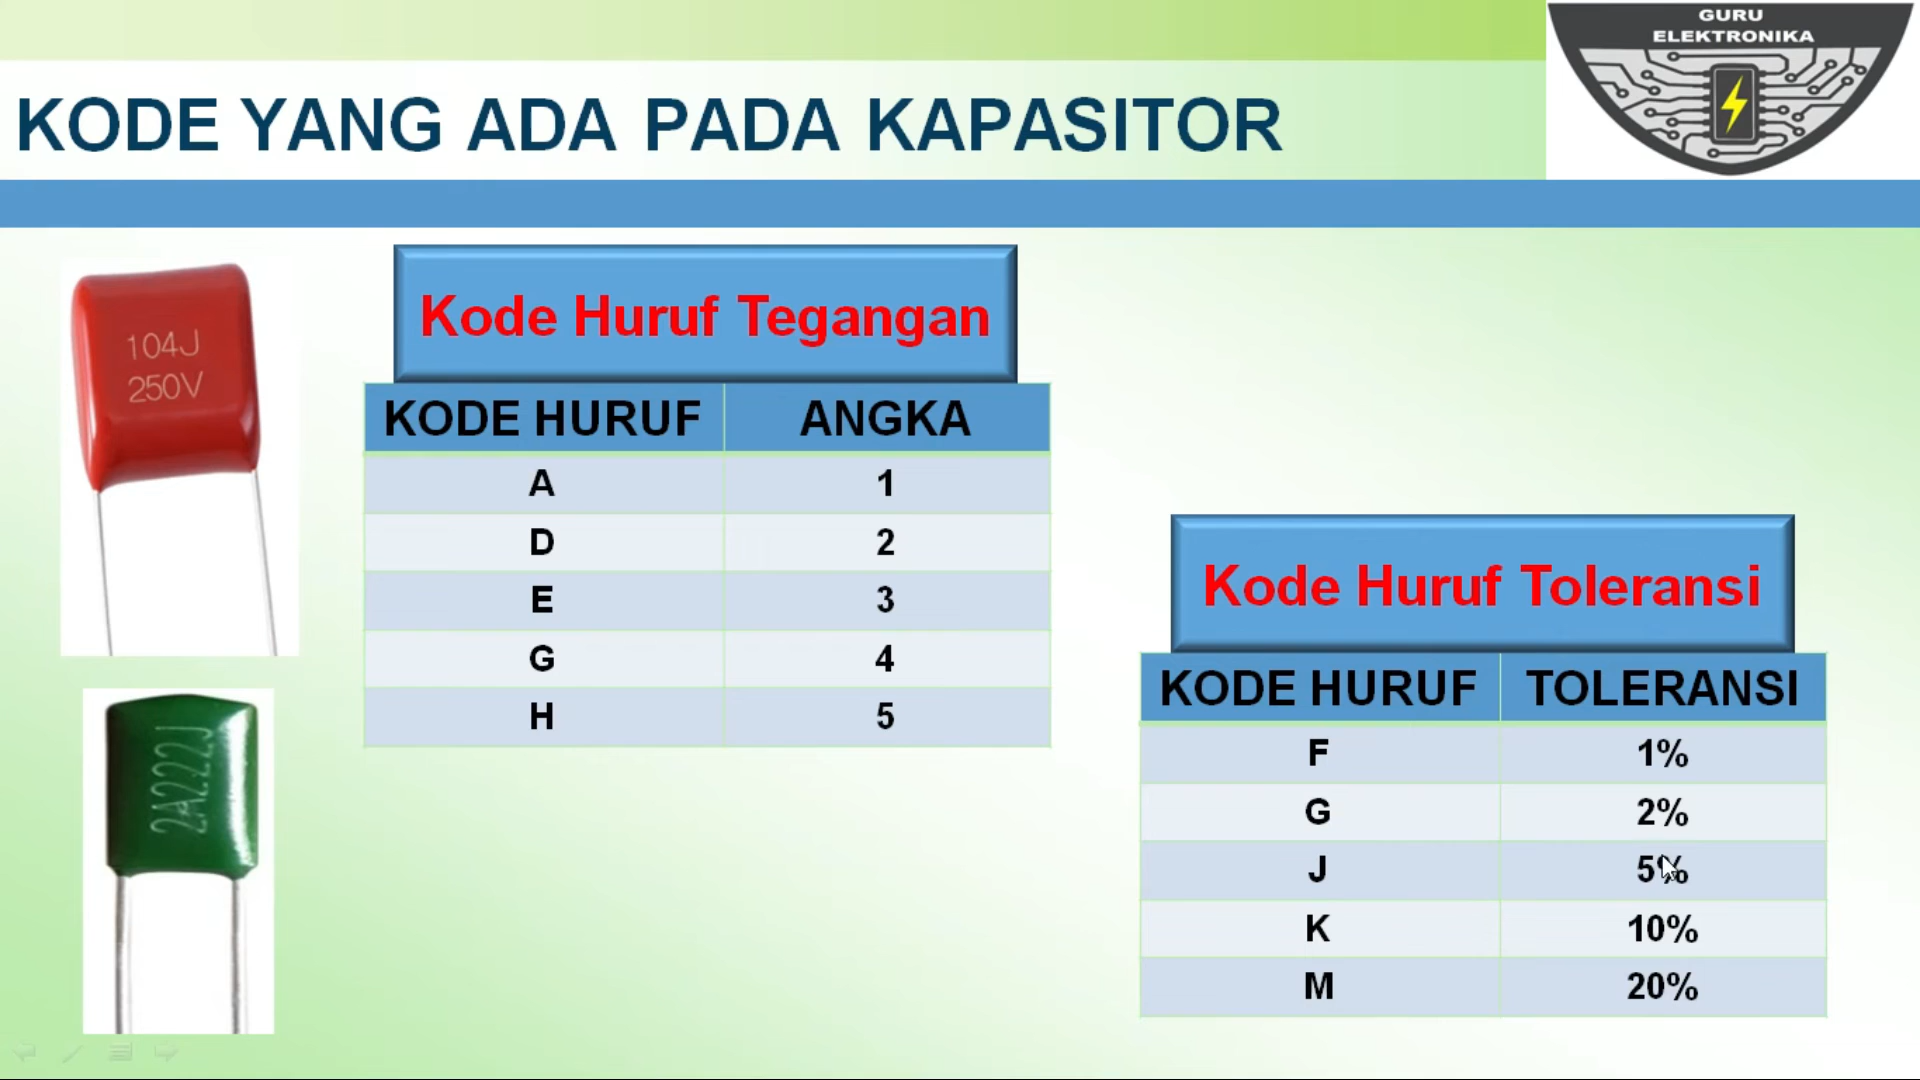 GURU
ELEKTRONIKA
KODE YANG ADA PADA KAPASITOR
104J
250V
2A222J
Kode Huruf Tegangan
KODE HURUF ANGKA
A 1
D 2
E 3
G 4
H 5
Kode Huruf Toleransi
KODE HURUF TOLERANSI
F 1%
G 2%
J 5%
K 10%
M 20%